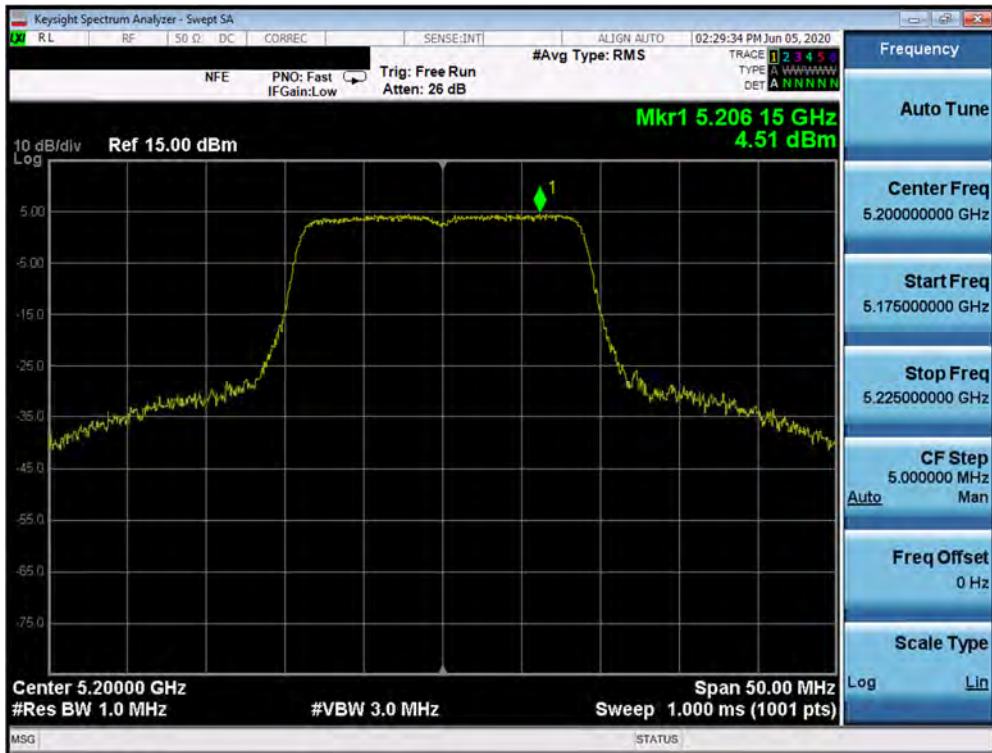 Keysight Spectrum Analyzer - Swept SA
LXI RL RF 50 Ω DC CORREC SENSE:INT ALIGN AUTO 02:29:34 PM Jun 05, 2020
NFE PNO: Fast Trig: Free Run #Avg Type: RMS TRACE 1 2 3 4 5 6
IFGain:Low Atten: 26 dB TYPE A WWWWW
DET A N N N N N
Mkr1 5.206 15 GHz
4.51 dBm
10 dB/div Ref 15.00 dBm
Log
1
5.00
-5.00
-15.0
-25.0
-35.0
-45.0
-55.0
-65.0
-75.0
Center 5.20000 GHz Span 50.00 MHz
#Res BW 1.0 MHz #VBW 3.0 MHz Sweep 1.000 ms (1001 pts)
MSG STATUS
Frequency
Auto Tune
Center Freq
5.200000000 GHz
Start Freq
5.175000000 GHz
Stop Freq
5.225000000 GHz
CF Step
5.000000 MHz
Auto Man
Freq Offset
0 Hz
Scale Type
Log Lin